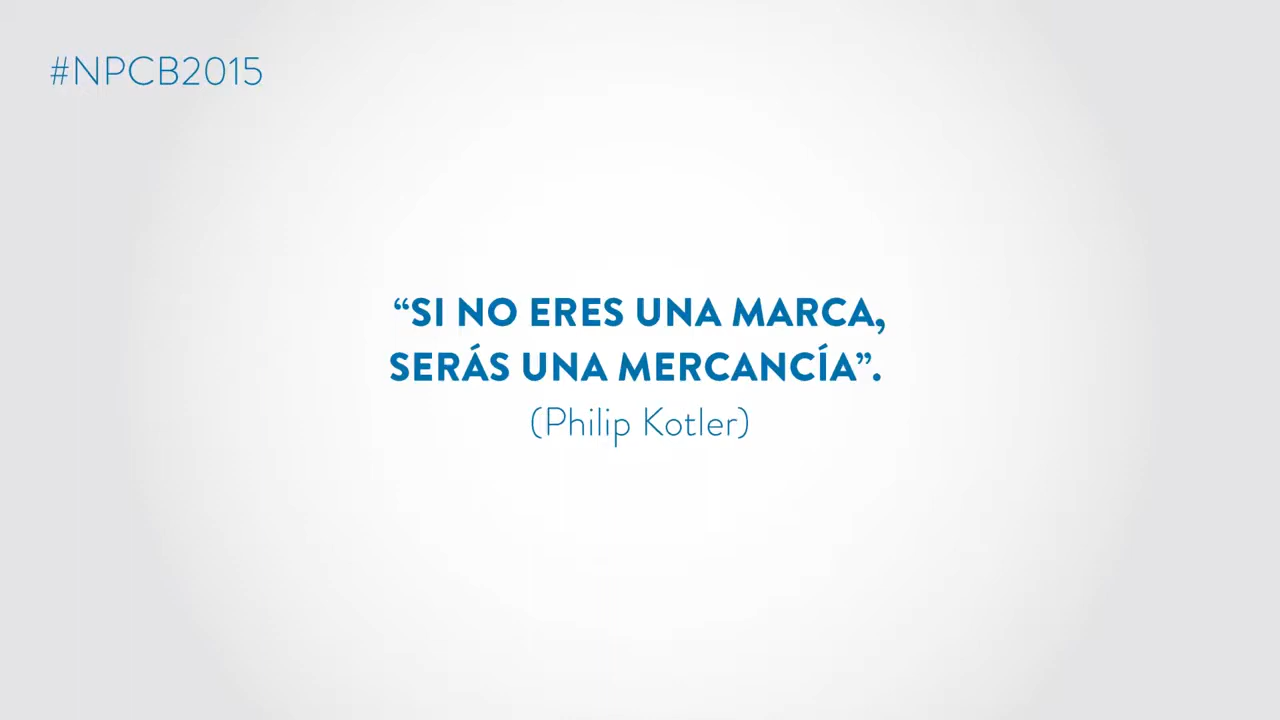 #NPCB2015
“SI NO ERES UNA MARCA,
SERÁS UNA MERCANCÍA”.
(Philip Kotler)